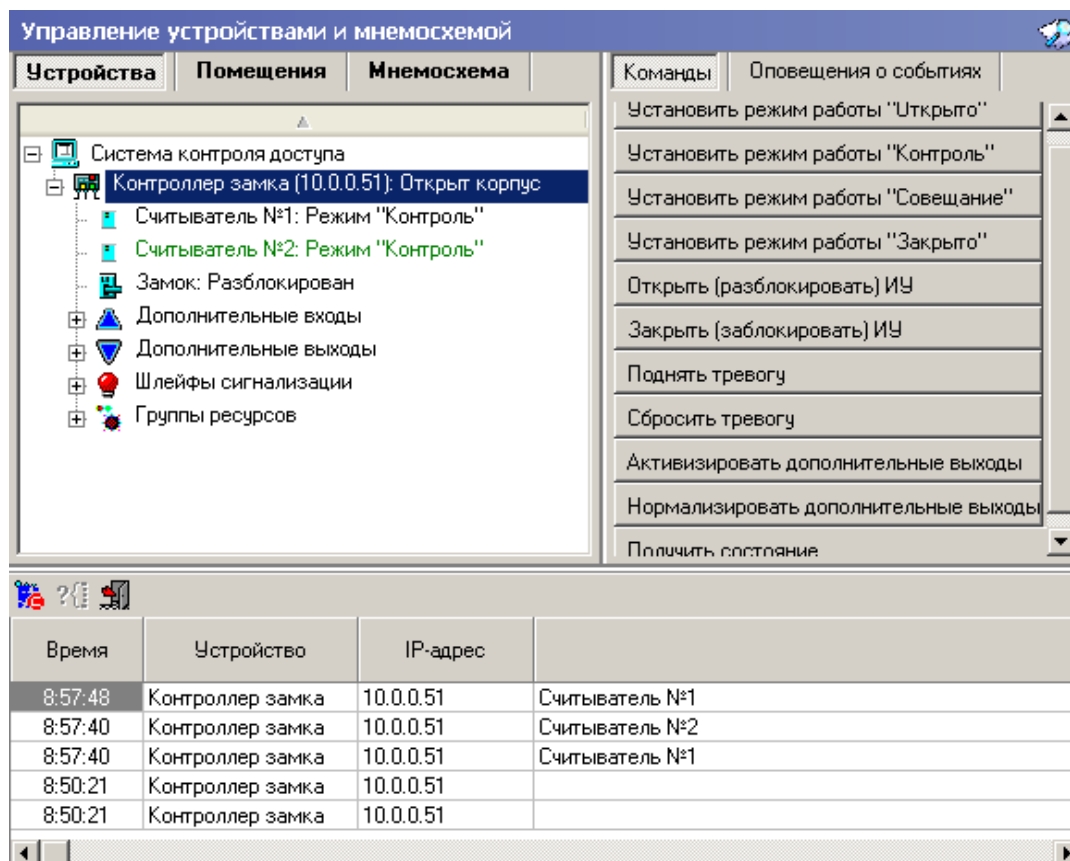 Управление устройствами и мнемосхемой
Устройства Помещения Мнемосхема
Команды Оповещения о событиях
Система контроля доступа
Контроллер замка (10.0.0.51): Открыт корпус
Считыватель №1: Режим "Контроль"
Считыватель №2: Режим "Контроль"
Замок: Разблокирован
Дополнительные входы
Дополнительные выходы
Шлейфы сигнализации
Группы ресурсов
Установить режим работы "Открыто"
Установить режим работы "Контроль"
Установить режим работы "Совещание"
Установить режим работы "Закрыто"
Открыть (разблокировать) ИУ
Закрыть (заблокировать) ИУ
Поднять тревогу
Сбросить тревогу
Активизировать дополнительные выходы
Нормализировать дополнительные выходы
Получить состояние
Время Устройство IP-адрес
8:57:48 Контроллер замка 10.0.0.51 Считыватель №1
8:57:40 Контроллер замка 10.0.0.51 Считыватель №2
8:57:40 Контроллер замка 10.0.0.51 Считыватель №1
8:50:21 Контроллер замка 10.0.0.51
8:50:21 Контроллер замка 10.0.0.51